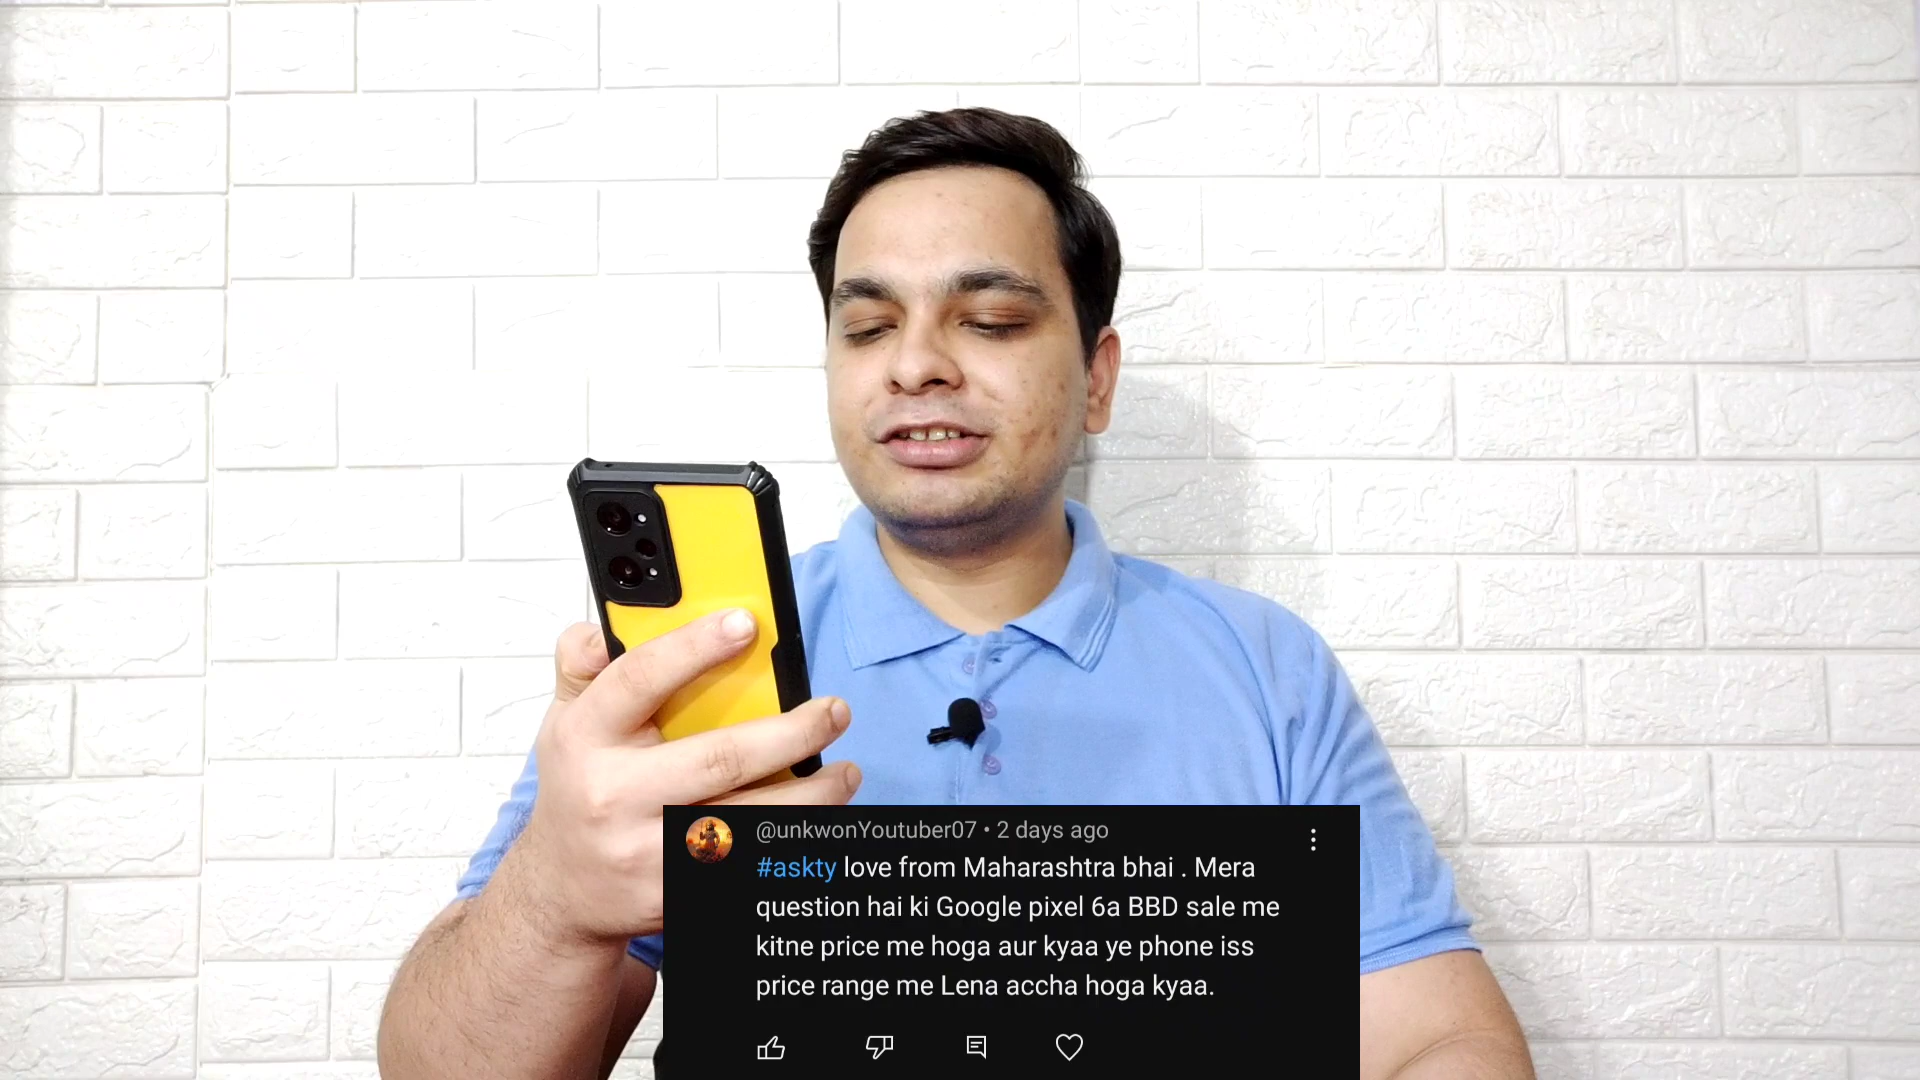 @unkwonYoutuber07 • 2 days ago
#askty love from Maharashtra bhai . Mera
question hai ki Google pixel 6a BBD sale me
kitne price me hoga aur kyaa ye phone iss
price range me Lena accha hoga kyaa.